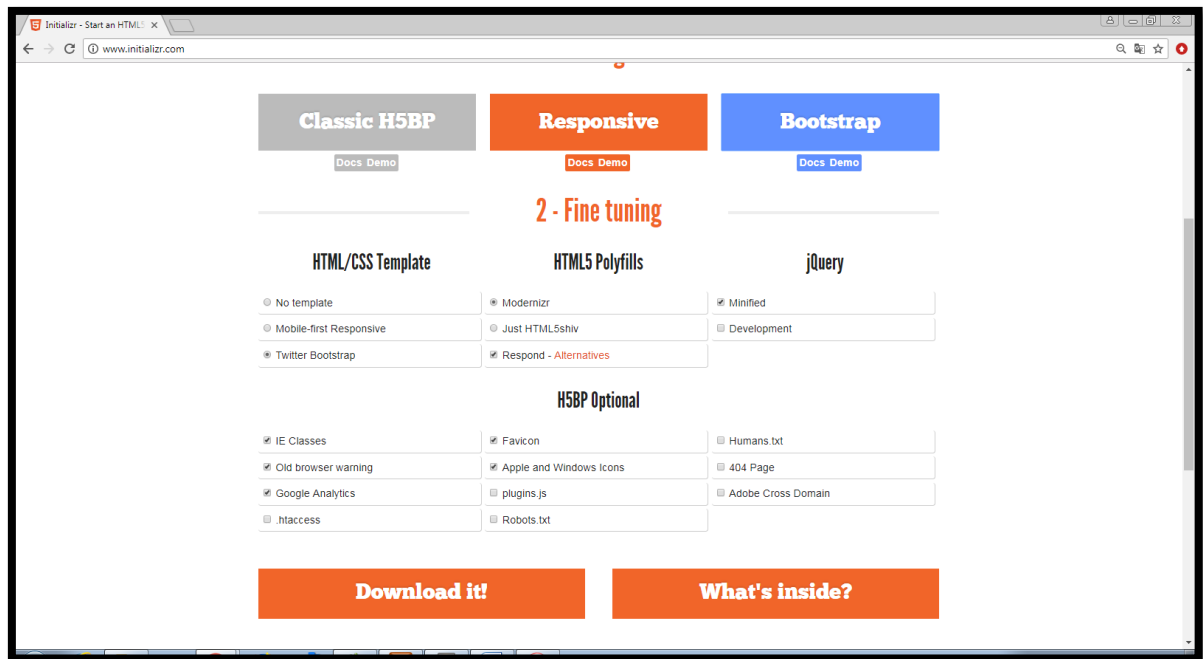 Initializr - Start an HTML5
www.initializr.com
Classic H5BP Responsive Bootstrap
Docs Demo Docs Demo Docs Demo
2 - Fine tuning
HTML/CSS Template HTML5 Polyfills jQuery
No template Modernizr Minified
Mobile-first Responsive Just HTML5shiv Development
Twitter Bootstrap Respond - Alternatives
H5BP Optional
IE Classes Favicon Humans.txt
Old browser warning Apple and Windows Icons 404 Page
Google Analytics plugins.js Adobe Cross Domain
.htaccess Robots.txt
Download it! What's inside?